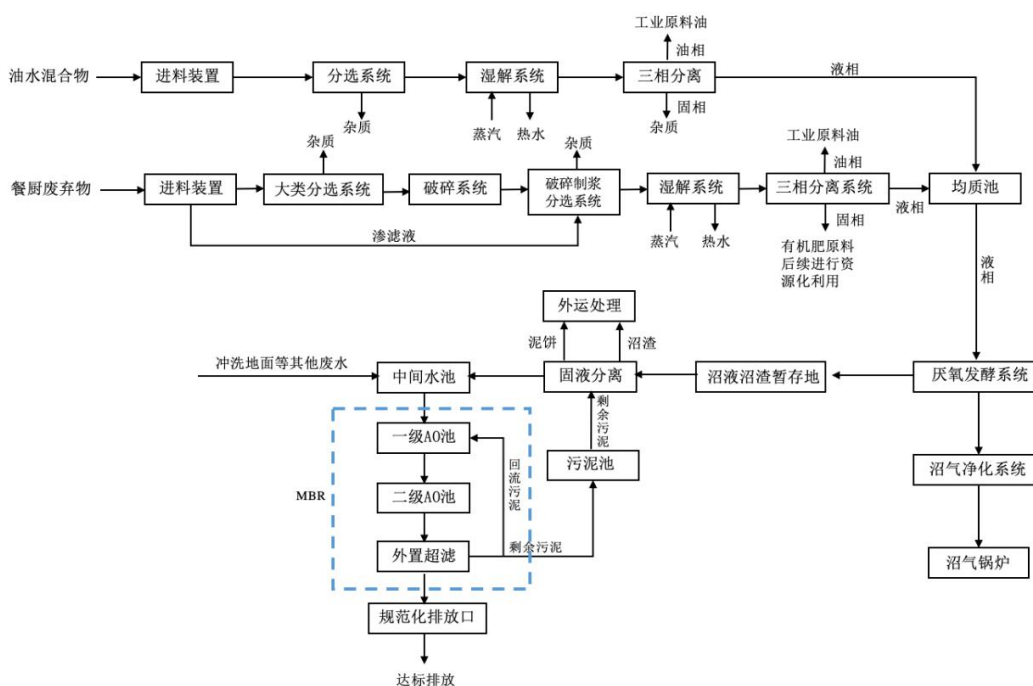 工业原料油
油相
油水混合物
进料装置
分选系统
湿解系统
三相分离
液相
固相
杂质
蒸汽
热水
杂质
杂质
杂质
工业原料油
油相
餐厨废弃物
进料装置
大类分选系统
破碎系统
破碎制浆
分选系统
湿解系统
三相分离系统
液相
均质池
渗滤液
蒸汽
热水
固相
有机肥原料
后续进行资
源化利用
液相
外运处理
泥饼
沼渣
冲洗地面等其他废水
中间水池
固液分离
沼液沼渣暂存地
厌氧发酵系统
剩余污泥
一级AO池
回流污泥
污泥池
沼气净化系统
MBR
二级AO池
外置超滤
剩余污泥
沼气锅炉
规范化排放口
达标排放